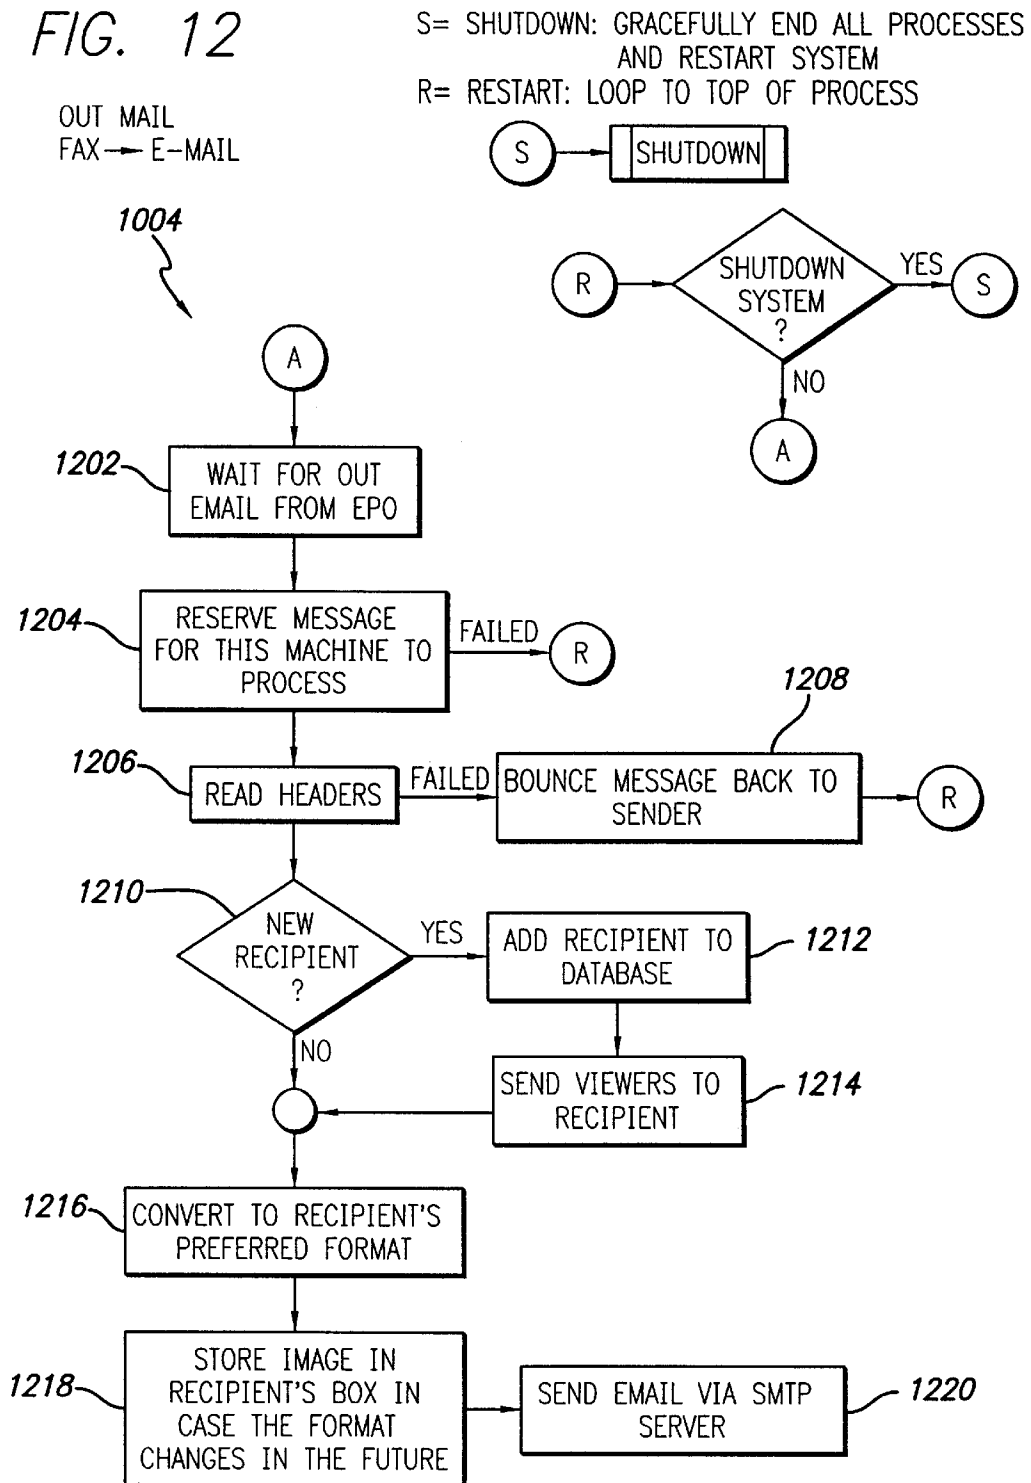 FIG. 12
S= SHUTDOWN: GRACEFULLY END ALL PROCESSES
AND RESTART SYSTEM
R= RESTART: LOOP TO TOP OF PROCESS
OUT MAIL
FAX → E-MAIL
S
SHUTDOWN
1004
R
SHUTDOWN
SYSTEM
?
YES
S
NO
A
A
1202
WAIT FOR OUT
EMAIL FROM EPO
1204
RESERVE MESSAGE
FOR THIS MACHINE TO
PROCESS
FAILED
R
1206
READ HEADERS
FAILED
1208
BOUNCE MESSAGE BACK TO
SENDER
R
1210
NEW
RECIPIENT
?
YES
ADD RECIPIENT TO
DATABASE
1212
NO
SEND VIEWERS TO
RECIPIENT
1214
1216
CONVERT TO RECIPIENT'S
PREFERRED FORMAT
1218
STORE IMAGE IN
RECIPIENT'S BOX IN
CASE THE FORMAT
CHANGES IN THE FUTURE
SEND EMAIL VIA SMTP
SERVER
1220